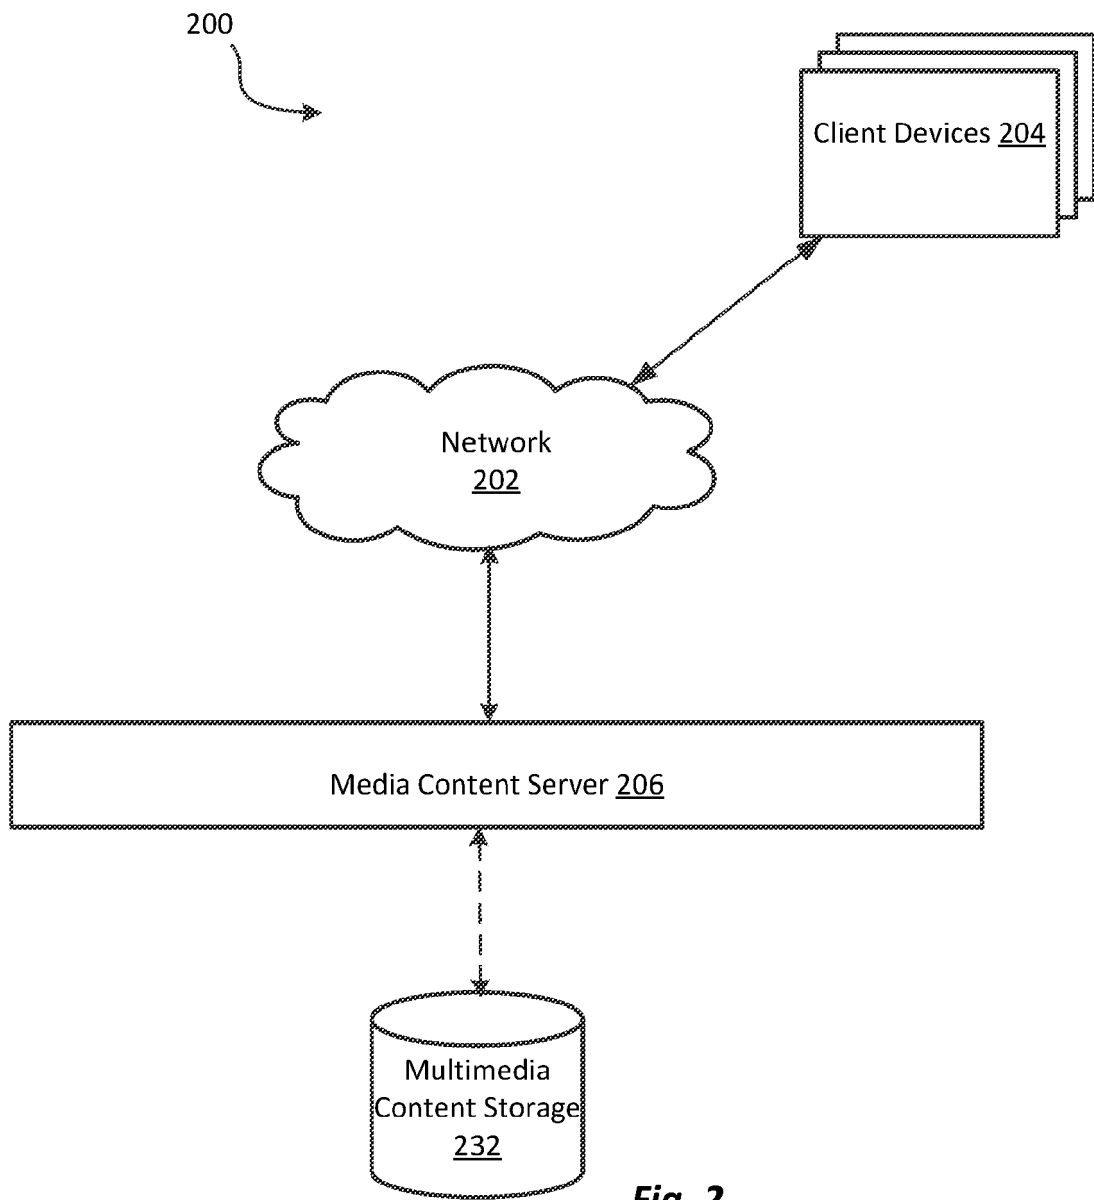 200
Client Devices 204
Network
202
Media Content Server 206
Multimedia
Content Storage
232
Fig. 2